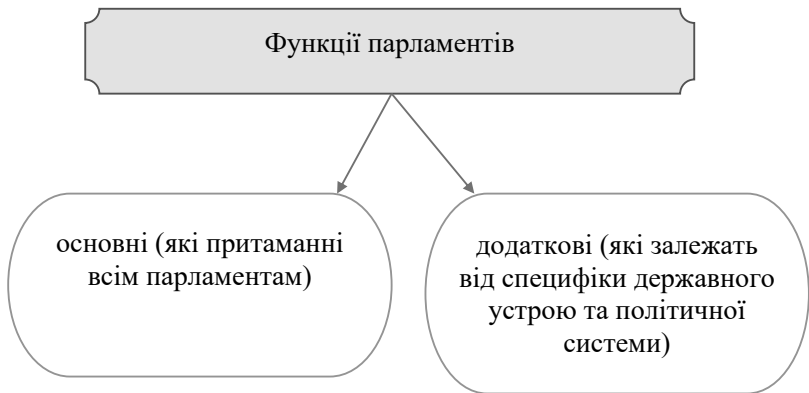 Функції парламентів
основні (які притаманні
всім парламентам)
додаткові (які залежать
від специфіки державного
устрою та політичної
системи)